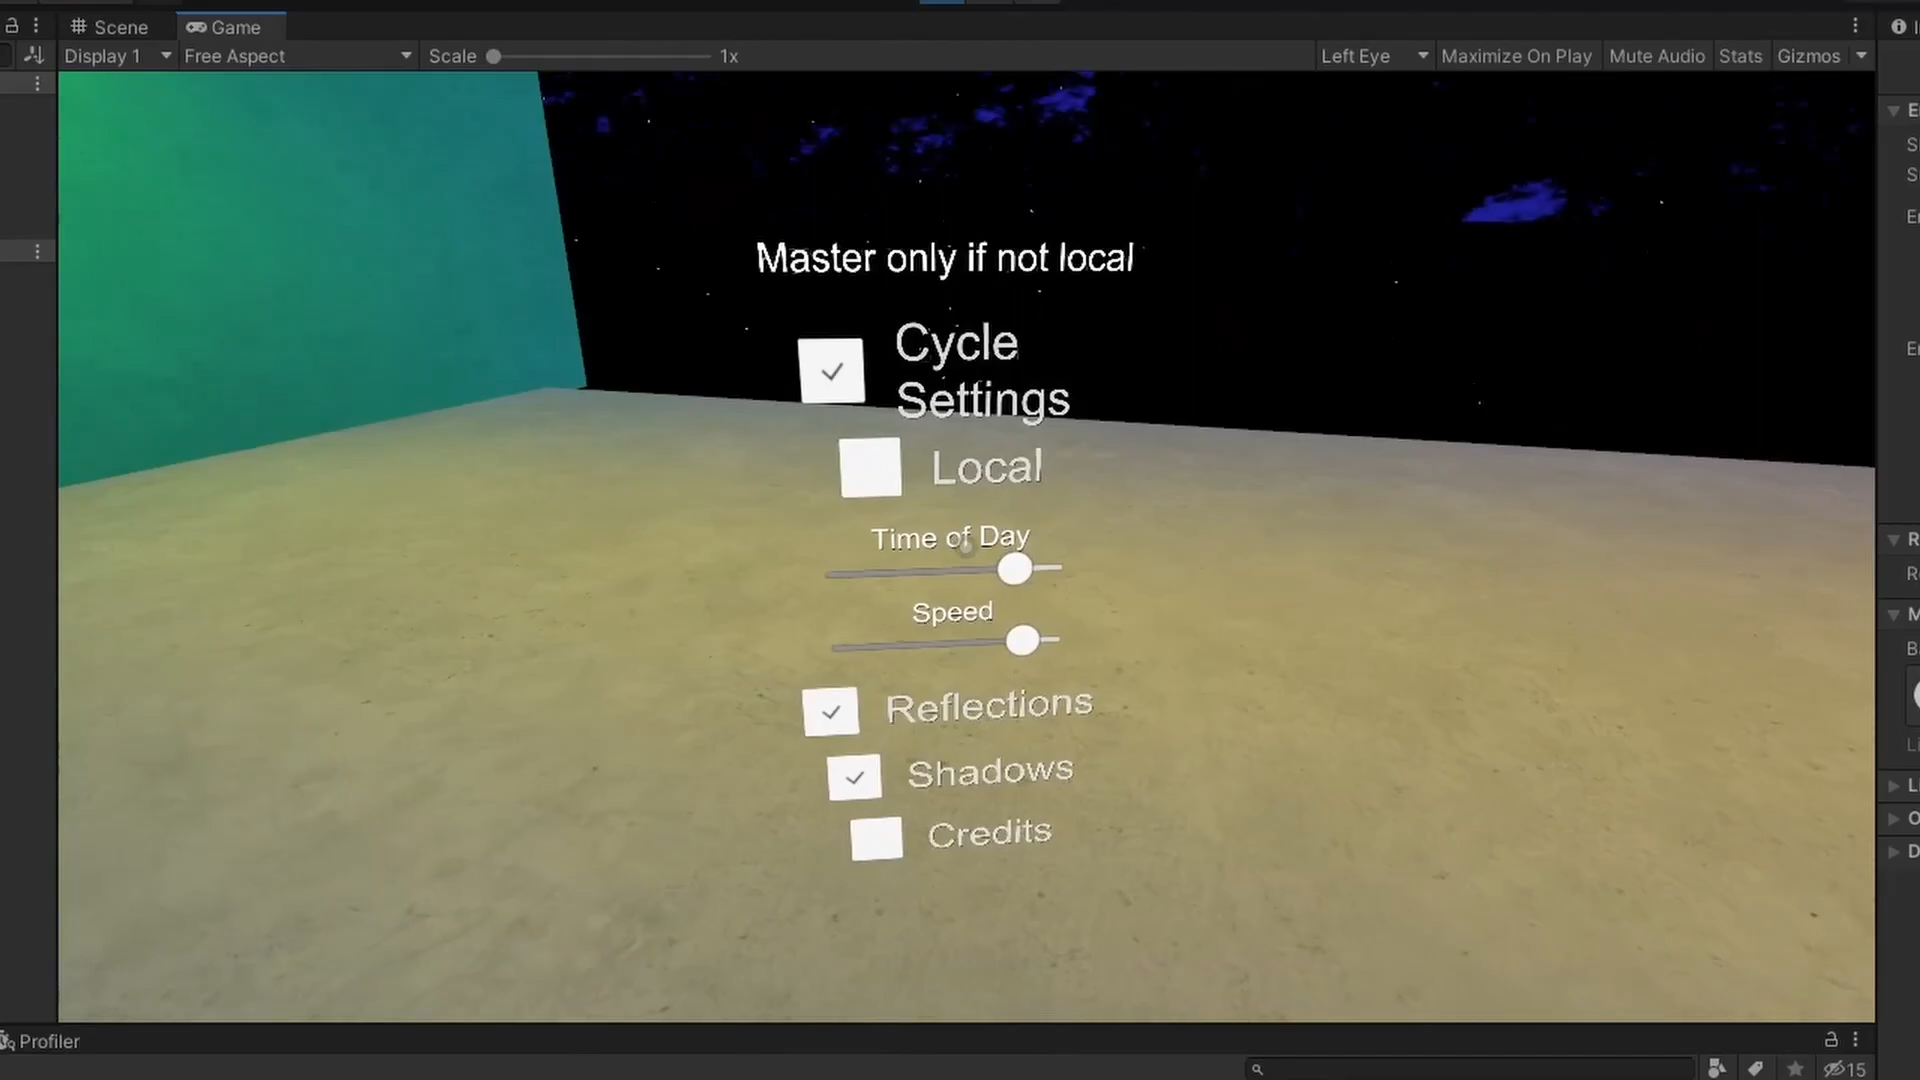 Scene
Game
Display 1
Free Aspect
Scale
1x
Left Eye
Maximize On Play
Mute Audio
Stats
Gizmos
Master only if not local
Cycle
Settings
Local
Time of Day
Speed
Reflections
Shadows
Credits
Profiler
15